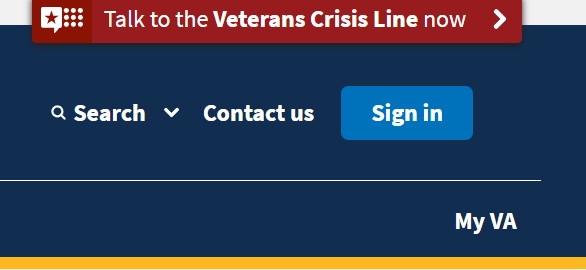 Talk to the Veterans Crisis Line now
Search Contact us Sign in
My VA